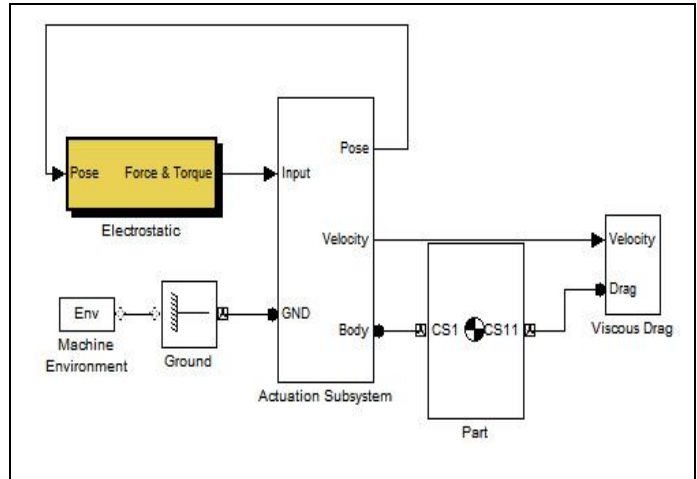 Pose
Pose Force & Torque
Input
Electrostatic
Velocity
Velocity
Drag
Env
GND
Body
CS1 CS11
Viscous Drag
Machine
Environment
Ground
Actuation Subsystem
Part